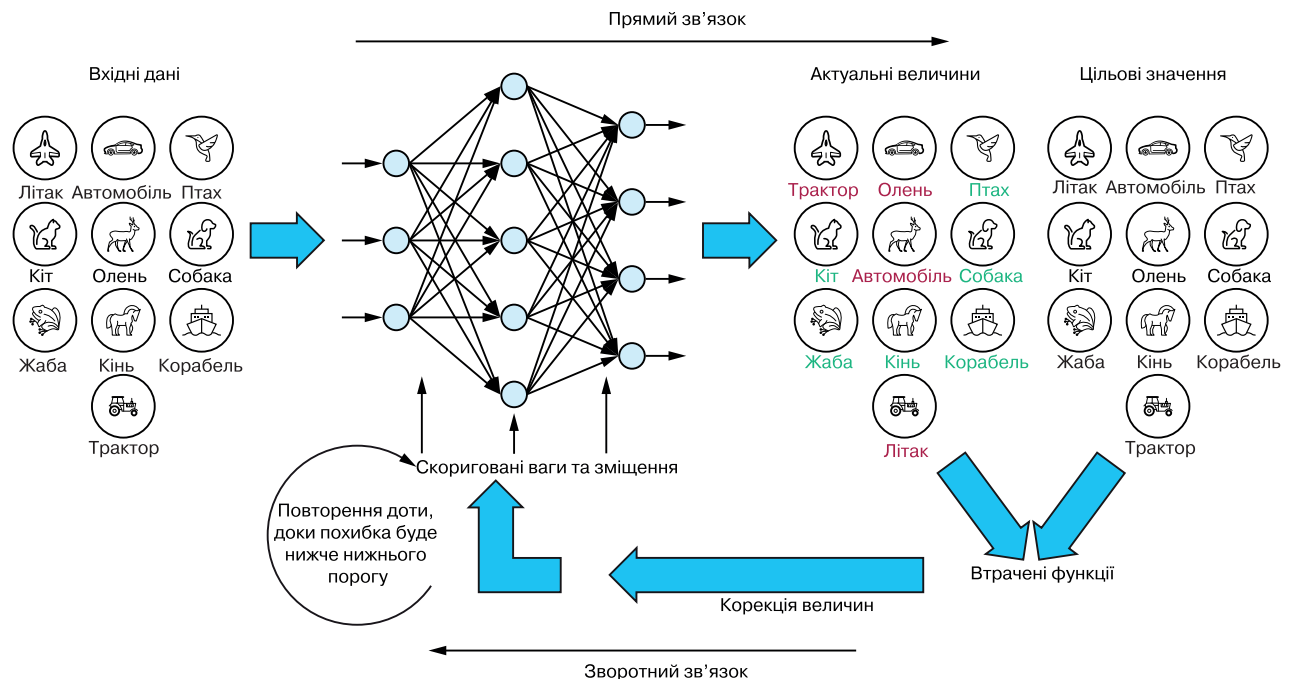 Прямий зв’язок
Вхідні дані
Актуальні величини
Цільові значення
Літак Автомобіль Птах
Кіт Олень Собака
Жаба Кінь Корабель
Трактор
Трактор Олень Птах
Кіт Автомобіль Собака
Жаба Кінь Корабель
Літак
Літак Автомобіль Птах
Кіт Олень Собака
Жаба Кінь Корабель
Трактор
Скориговані ваги та зміщення
Повторення доти,
доки похибка буде
нижче нижнього
порогу
Втрачені функції
Корекція величин
Зворотний зв’язок